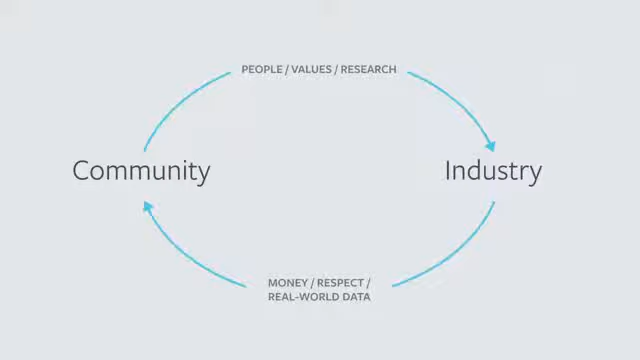 PEOPLE / VALUES / RESEARCH
Community
Industry
MONEY / RESPECT /
REAL-WORLD DATA